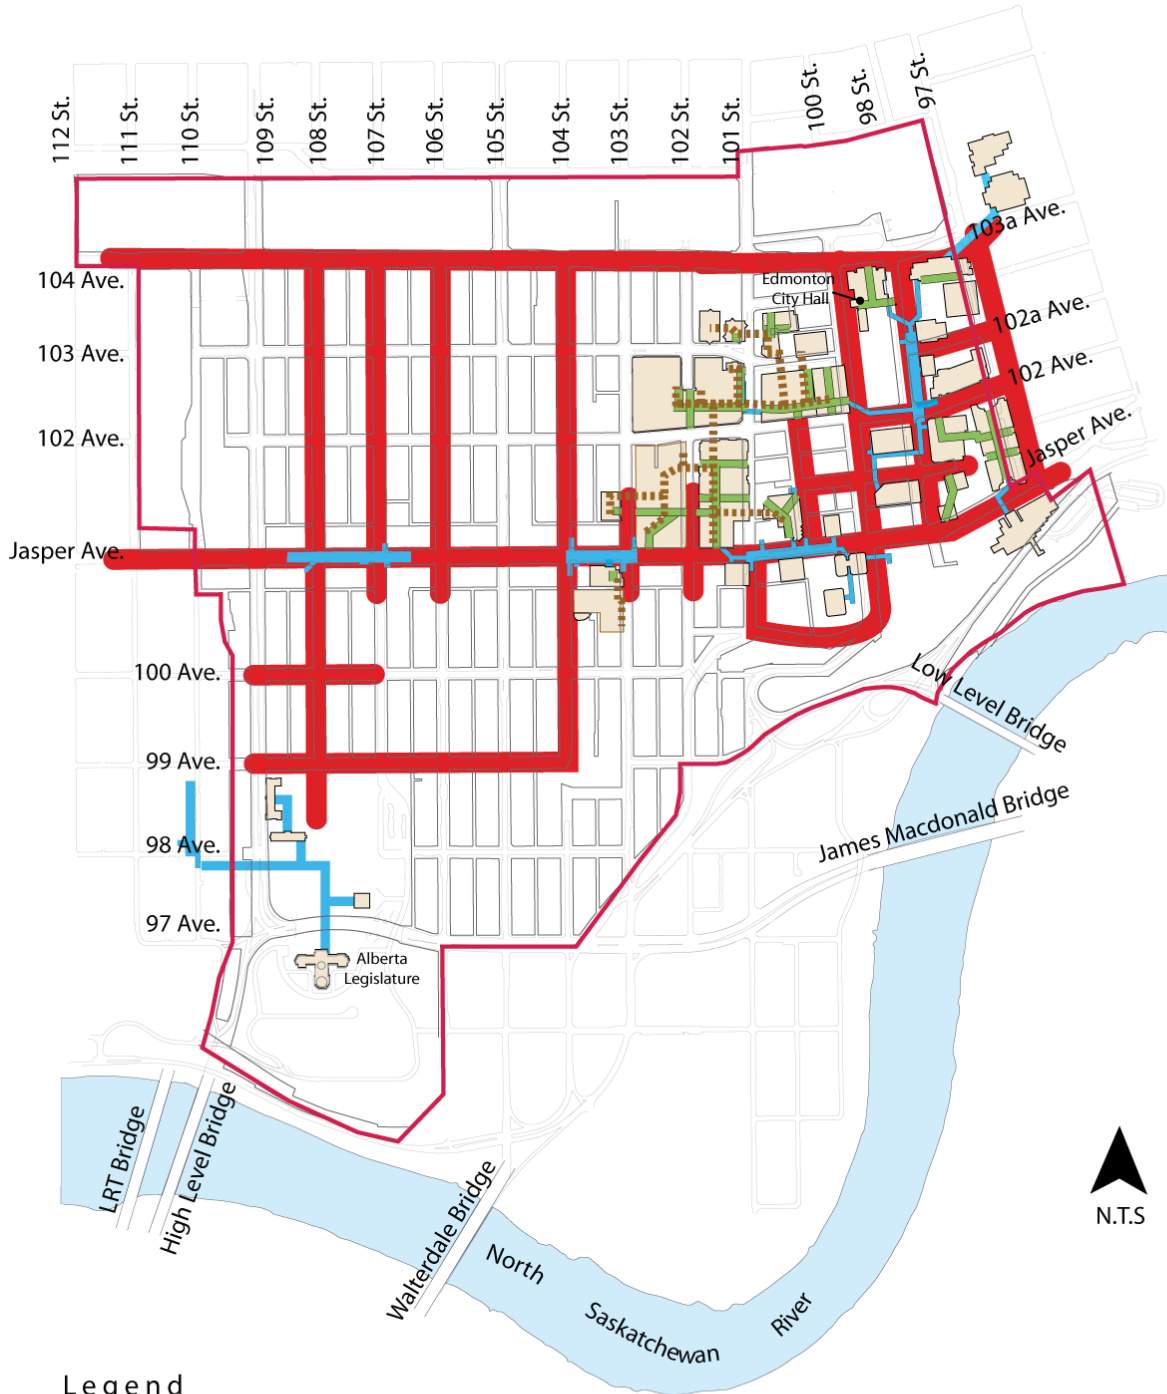 112 St.
111 St.
110 St.
109 St.
108 St.
107 St.
106 St.
105 St.
104 St.
103 St.
102 St.
101 St.
100 St.
98 St.
97 St.
103a Ave.
104 Ave.
Edmonton
City Hall
102a Ave.
103 Ave.
102 Ave.
102 Ave.
Jasper Ave.
Jasper Ave.
100 Ave.
Low Level Bridge
99 Ave.
James Macdonald Bridge
98 Ave.
97 Ave.
Alberta
Legislature
LRT Bridge
High Level Bridge
Walterdale Bridge
N.T.S
North
Saskatchewan
River
Legend